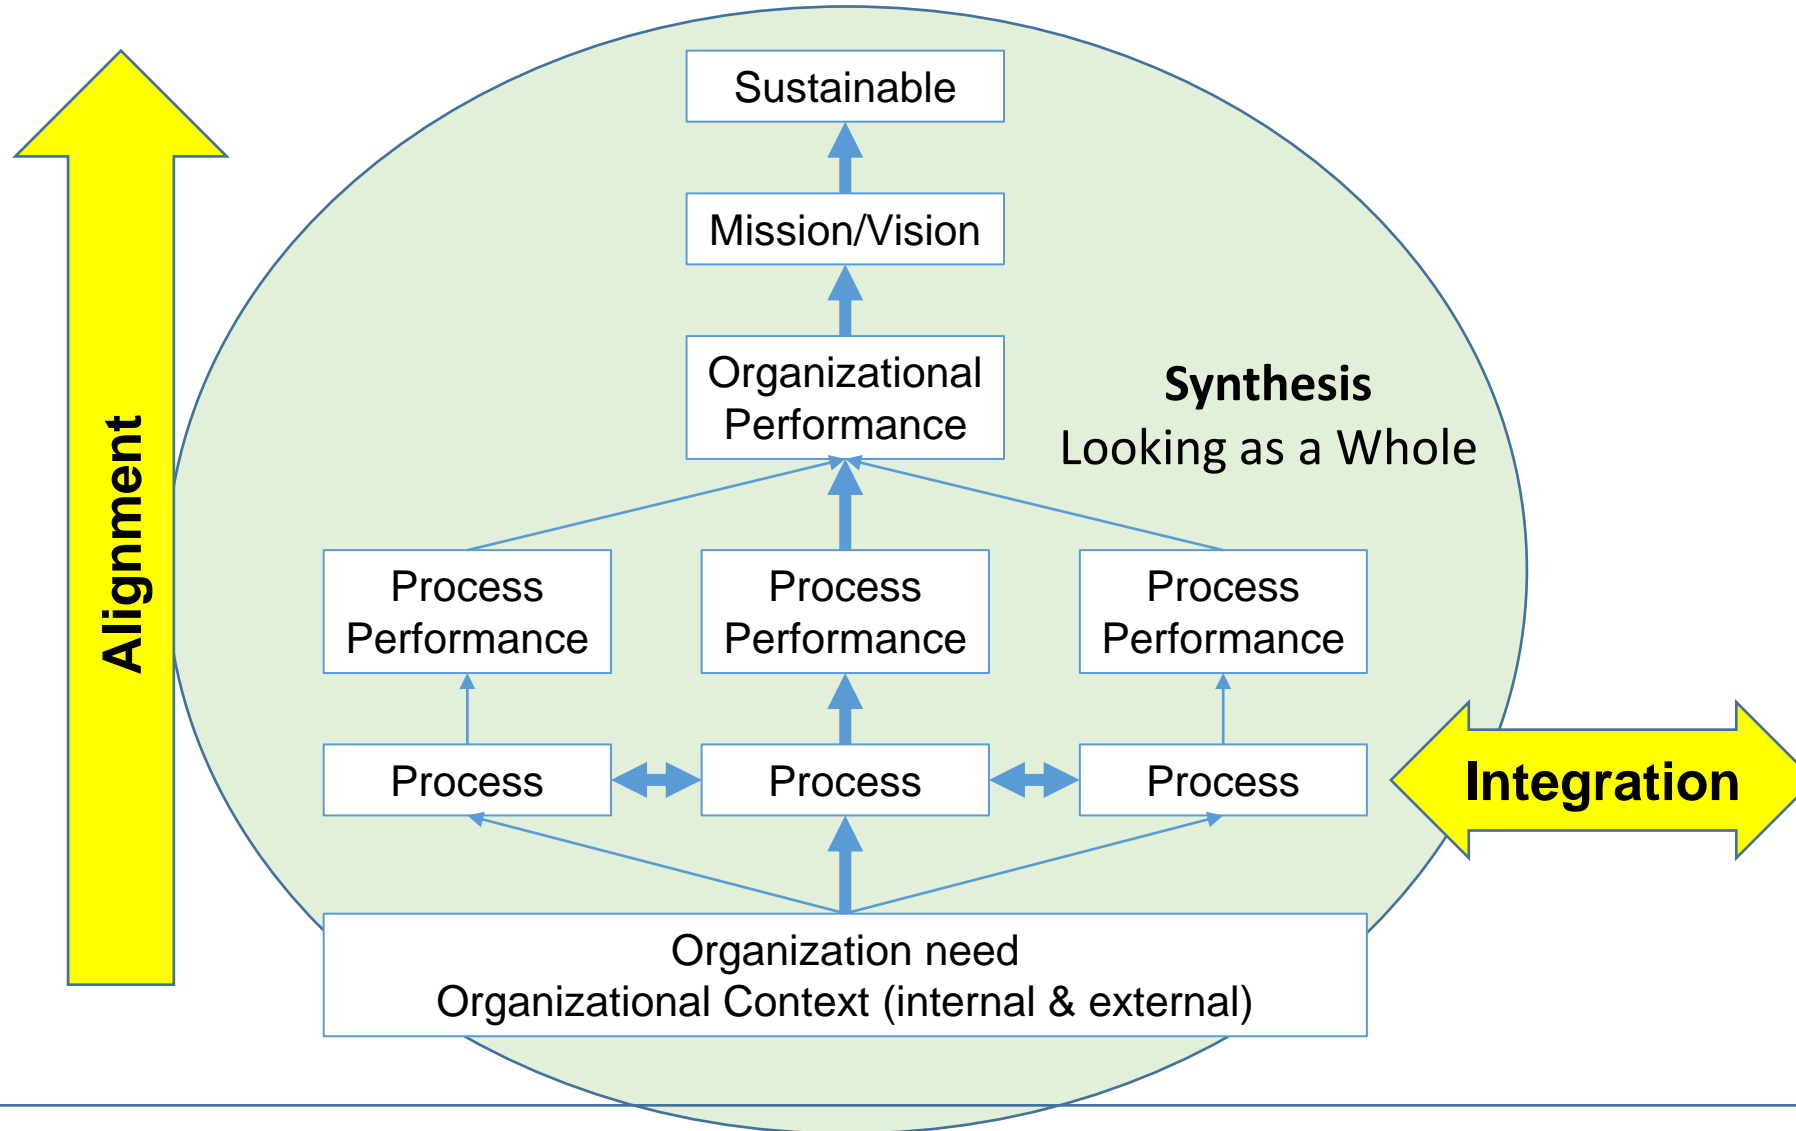 Sustainable
Mission/Vision
Organizational
Performance
Synthesis
Looking as a Whole
Alignment
Process
Performance
Process
Performance
Process
Performance
Process
Process
Process
Integration
Organization need
Organizational Context (internal & external)